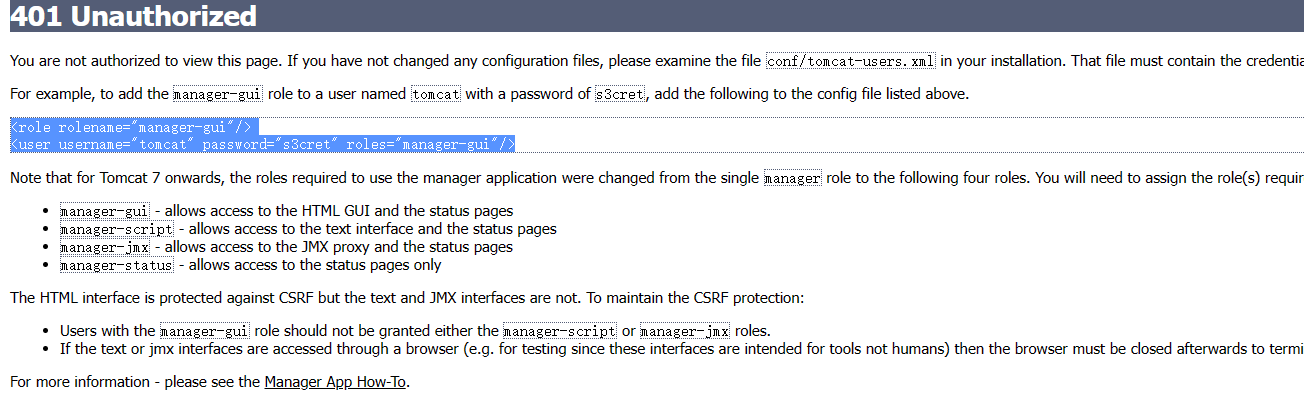 401 Unauthorized
You are not authorized to view this page. If you have not changed any configuration files, please examine the file conf/tomcat-users.xml in your installation. That file must contain the
For example, to add the manager-gui role to a user named tomcat with a password of s3cret, add the following to the config file listed above.
<role rolename="manager-gui"/>
<user username="tomcat" password="s3cret" roles="manager-gui"/>
Note that for Tomcat 7 onwards, the roles required to use the manager application were changed from the single manager role to the following four roles. You will need to assign the role(s)
• manager-gui - allows access to the HTML GUI and the status pages
• manager-script - allows access to the text interface and the status pages
• manager-jmx - allows access to the JMX proxy and the status pages
• manager-status - allows access to the status pages only
The HTML interface is protected against CSRF but the text and JMX interfaces are not. To maintain the CSRF protection:
• Users with the manager-gui role should not be granted either the manager-script or manager-jmx roles.
• If the text or jmx interfaces are accessed through a browser (e.g. for testing since these interfaces are intended for tools not humans) then the browser must be closed afterwards to
For more information - please see the Manager App How-To.